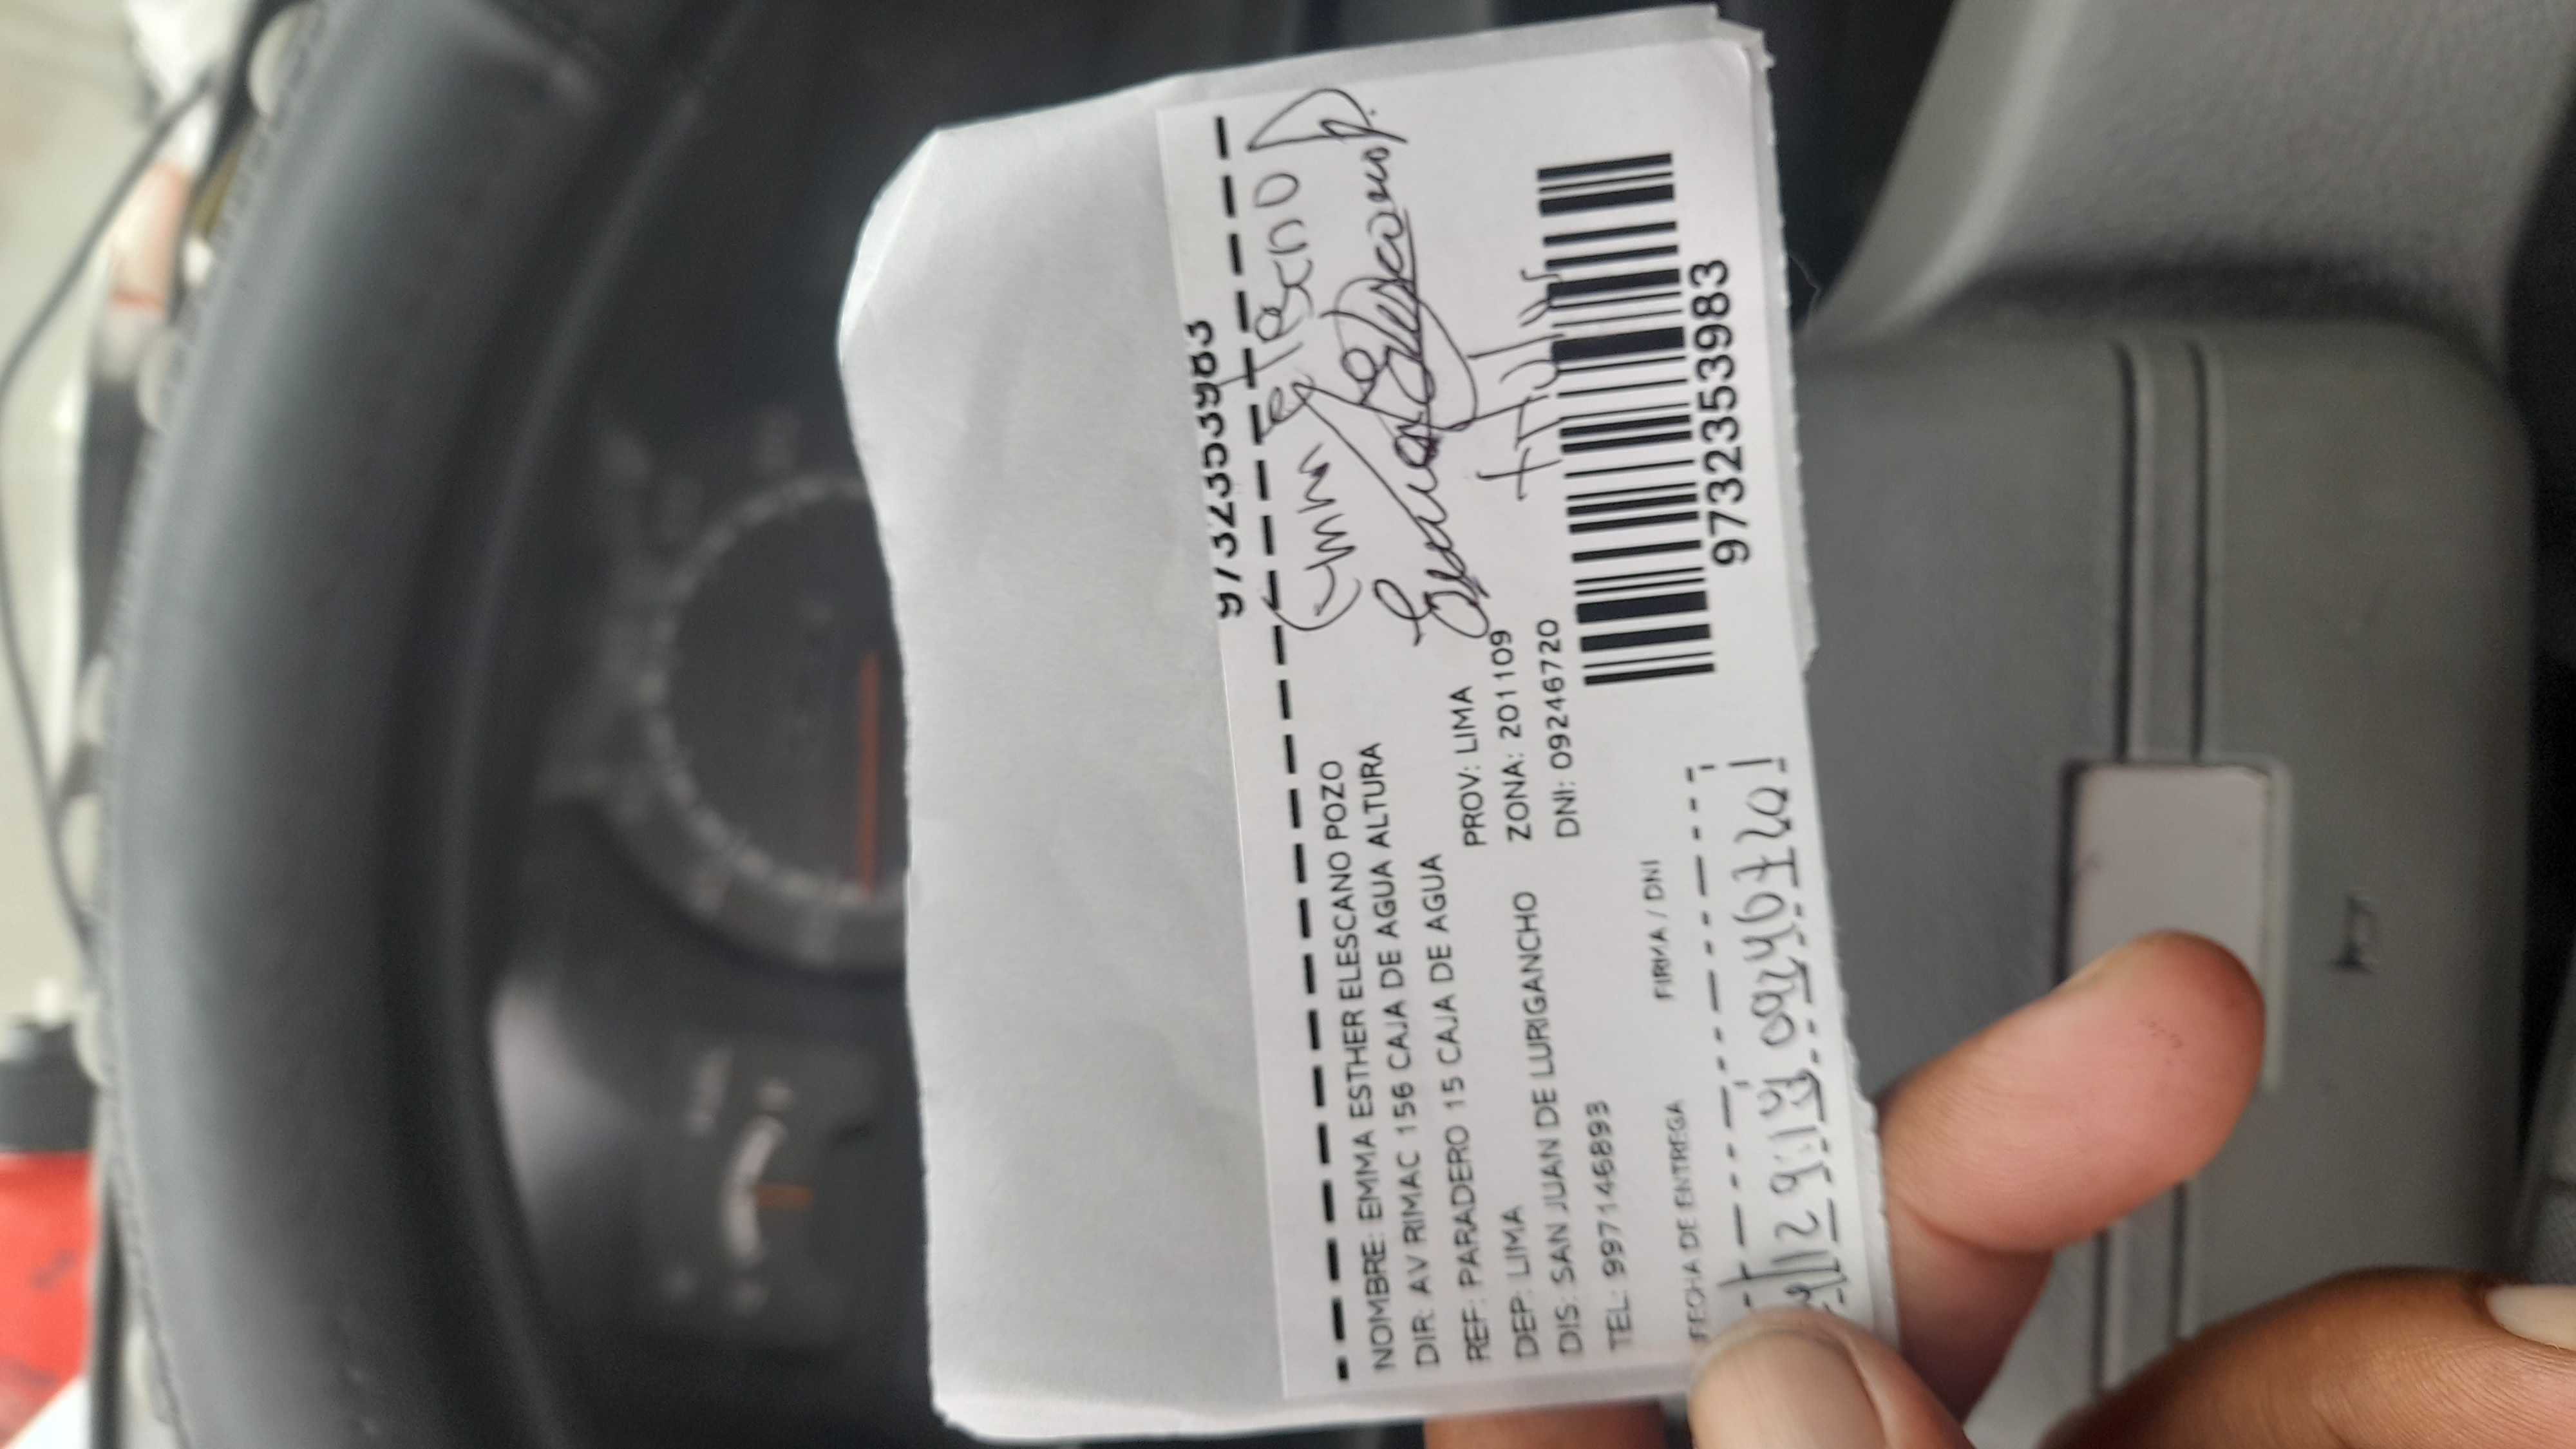 9732353983
NOMBRE: EMMA ESTHER ELESCANO POZO
DIR: AV RIMAC 156 CAJA DE AGUA ALTURA
REF: PARADERO 15 CAJA DE AGUA
DEP: LIMA PROV: LIMA
DIS: SAN JUAN DE LURIGANCHO ZONA: 201109
TEL: 997146893 DNI: 09246720
9732353983
FECHA DE ENTREGA FIRMA / DNI
09246720